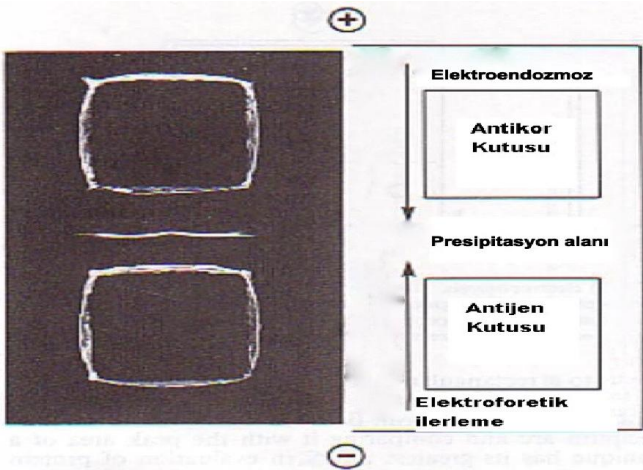 +
Elektroendozmoz
Antikor
Kutusu
Presipitasyon alanı
Antijen
Kutusu
Elektroforetik
ilerleme
−